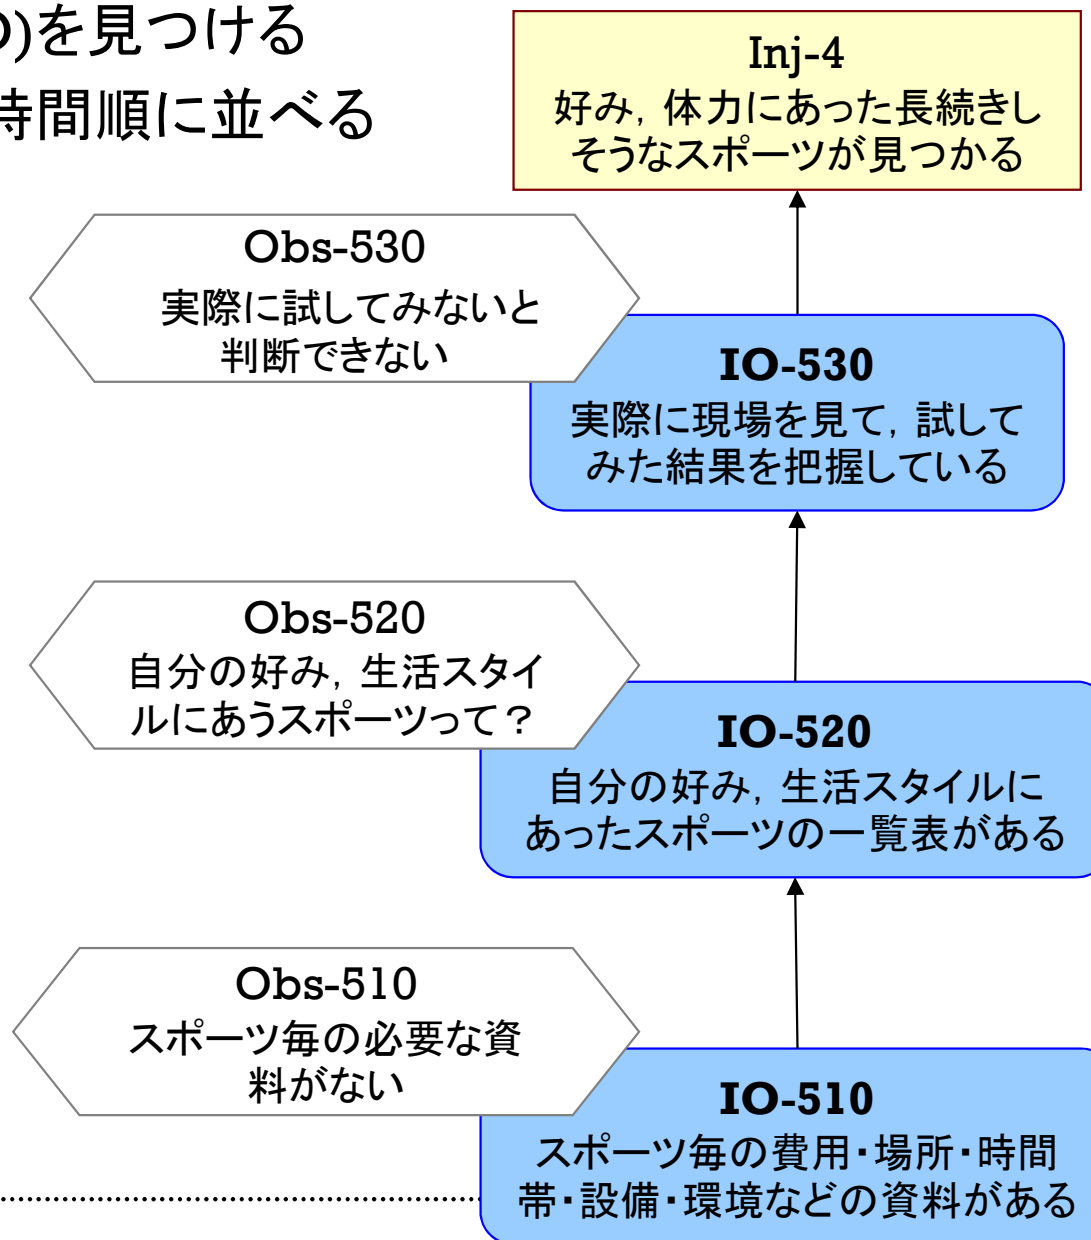 )を見つける
時間順に並べる
Inj-4
好み，体力にあった長続きし
そうなスポーツが見つかる
Obs-530
実際に試してみないと
判断できない
IO-530
実際に現場を見て，試して
みた結果を把握している
Obs-520
自分の好み，生活スタイ
ルにあうスポーツって？
IO-520
自分の好み，生活スタイルに
あったスポーツの一覧表がある
Obs-510
スポーツ毎の必要な資
料がない
IO-510
スポーツ毎の費用・場所・時間
帯・設備・環境などの資料がある